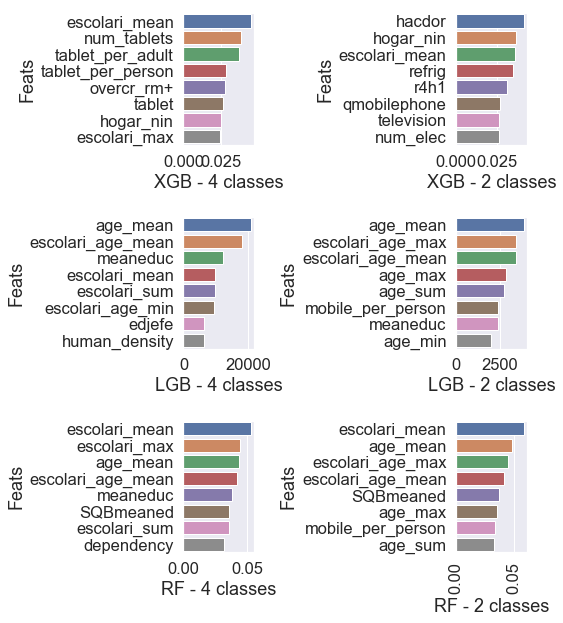 Feats
escolari_mean
num_tablets
tablet_per_adult
tablet_per_person
overcr_rm+
tablet
hogar_nin
escolari_max
0.000 0.025
XGB - 4 classes
Feats
hacdor
hogar_nin
escolari_mean
refrig
r4h1
qmobilephone
television
num_elec
0.000 0.025
XGB - 2 classes
Feats
age_mean
escolari_age_mean
meaneduc
escolari_mean
escolari_sum
escolari_age_min
edjefe
human_density
0 20000
LGB - 4 classes
Feats
age_mean
escolari_age_max
escolari_age_mean
age_max
age_sum
mobile_per_person
meaneduc
age_min
0 2500
LGB - 2 classes
Feats
escolari_mean
escolari_max
age_mean
escolari_age_mean
meaneduc
SQBmeaned
escolari_sum
dependency
0.00 0.05
RF - 4 classes
Feats
escolari_mean
age_mean
escolari_age_max
escolari_age_mean
SQBmeaned
age_max
mobile_per_person
age_sum
0.00 0.05
RF - 2 classes